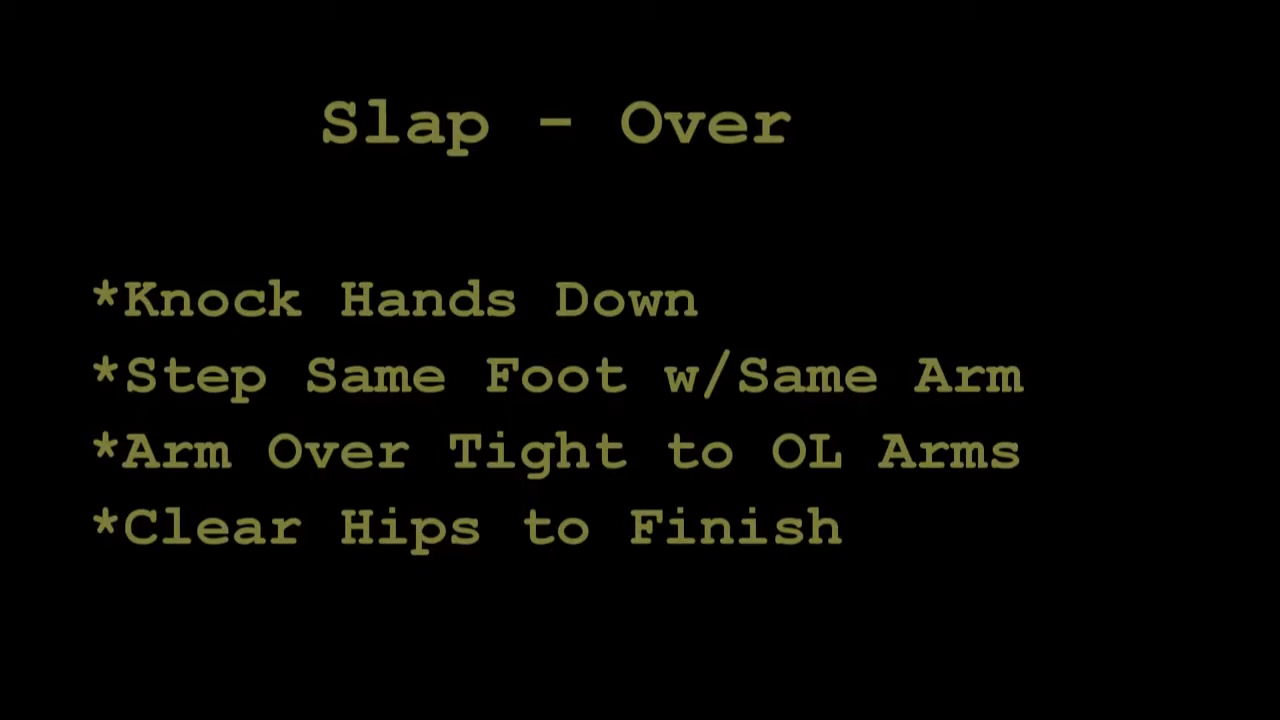 Slap - Over
*Knock Hands Down
*Step Same Foot w/Same Arm
*Arm Over Tight to OL Arms
*Clear Hips to Finish